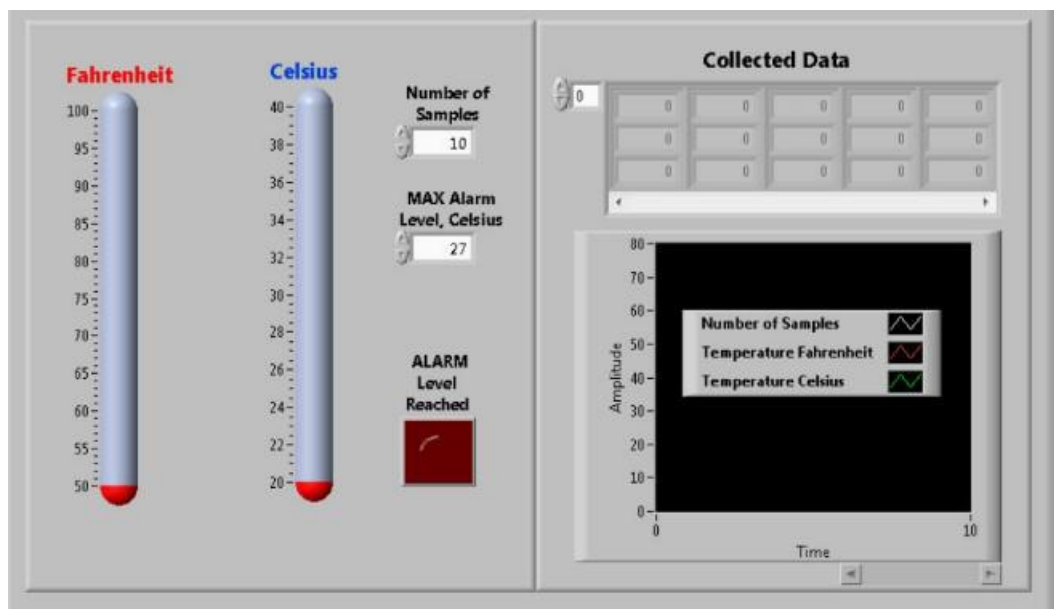 Fahrenheit
100
95
90
85
80
75
70
65
60
55
50
Celsius
40
38
36
34
32
30
28
26
24
22
20
Number of
Samples
10
MAX Alarm
Level, Celsius
27
ALARM
Level
Reached
Collected Data
0
0 0 0 0 0
0 0 0 0 0
0 0 0 0 0
Amplitude
80
70
60
50
40
30
20
10
0
Number of Samples
Temperature Fahrenheit
Temperature Celsius
0 10
Time